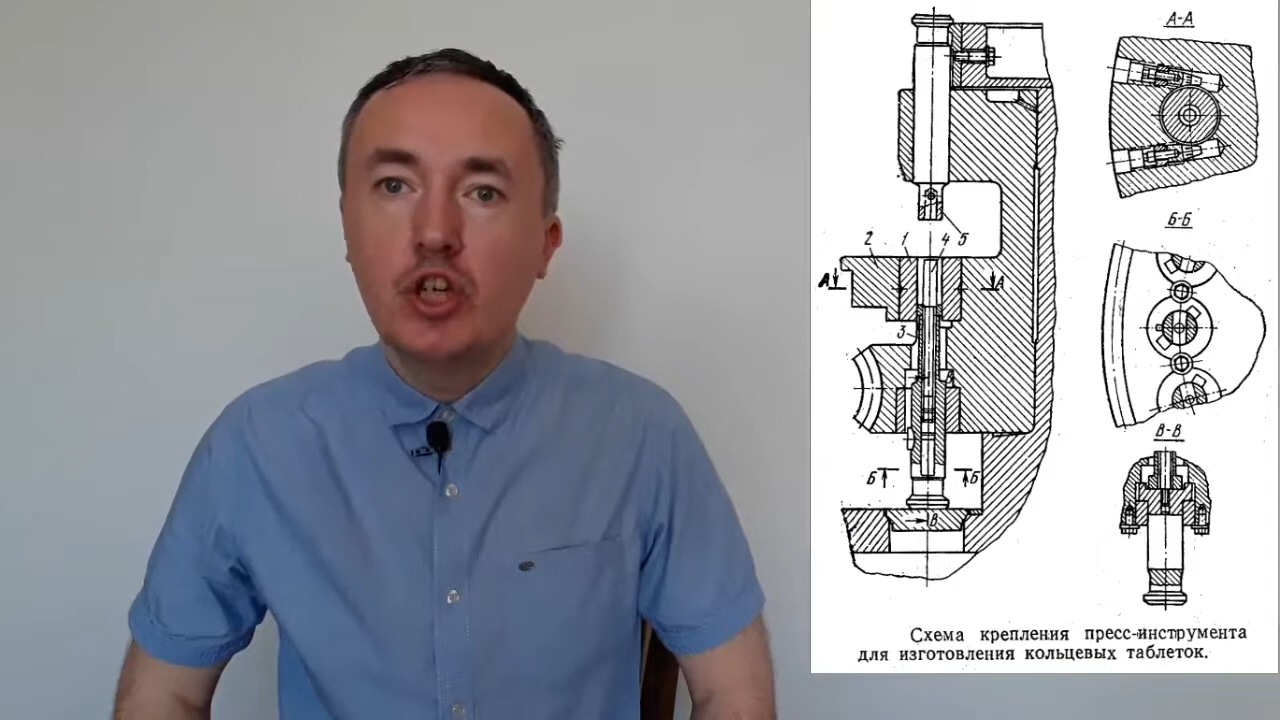 А-А
Б-Б
2
1
4
5
А
А
3
В-В
Б
Б
В
Схема крепления пресс-инструмента
для изготовления кольцевых таблеток.